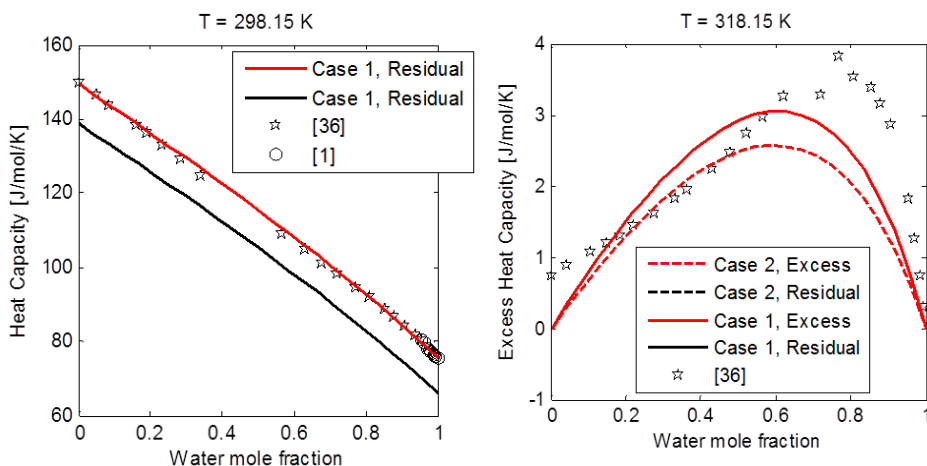 T = 298.15 K
Heat Capacity [J/mol/K]
160
140
120
100
80
60
0
0.2
0.4
0.6
0.8
1
Water mole fraction
Case 1, Residual
Case 1, Residual
[36]
[1]
T = 318.15 K
Excess Heat Capacity [J/mol/K]
4
3
2
1
0
-1
0
0.2
0.4
0.6
0.8
1
Water mole fraction
Case 2, Excess
Case 2, Residual
Case 1, Excess
Case 1, Residual
[36]